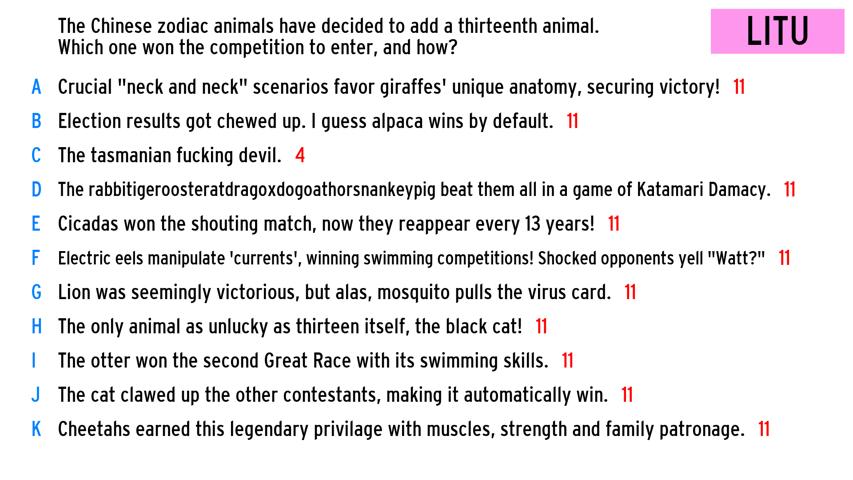 The Chinese zodiac animals have decided to add a thirteenth animal.
Which one won the competition to enter, and how?
LITU
A Crucial "neck and neck" scenarios favor giraffes' unique anatomy, securing victory! 11
B Election results got chewed up. I guess alpaca wins by default. 11
C The tasmanian fucking devil. 4
D The rabbitigeroosteratdragoxdogoathorsnankeypig beat them all in a game of Katamari Damacy. 11
E Cicadas won the shouting match, now they reappear every 13 years! 11
F Electric eels manipulate 'currents', winning swimming competitions! Shocked opponents yell "Watt?" 11
G Lion was seemingly victorious, but alas, mosquito pulls the virus card. 11
H The only animal as unlucky as thirteen itself, the black cat! 11
I The otter won the second Great Race with its swimming skills. 11
J The cat clawed up the other contestants, making it automatically win. 11
K Cheetahs earned this legendary privilage with muscles, strength and family patronage. 11